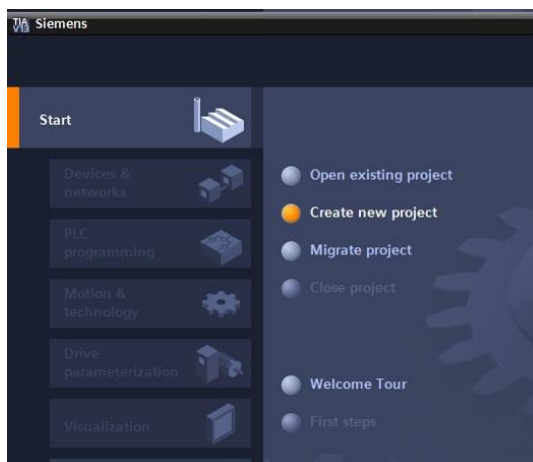 TIA
V13 Siemens
Start
Devices &
networks
PLC
programming
Motion &
technology
Drive
parameterization
Visualization
Open existing project
Create new project
Migrate project
Close project
Welcome Tour
First steps